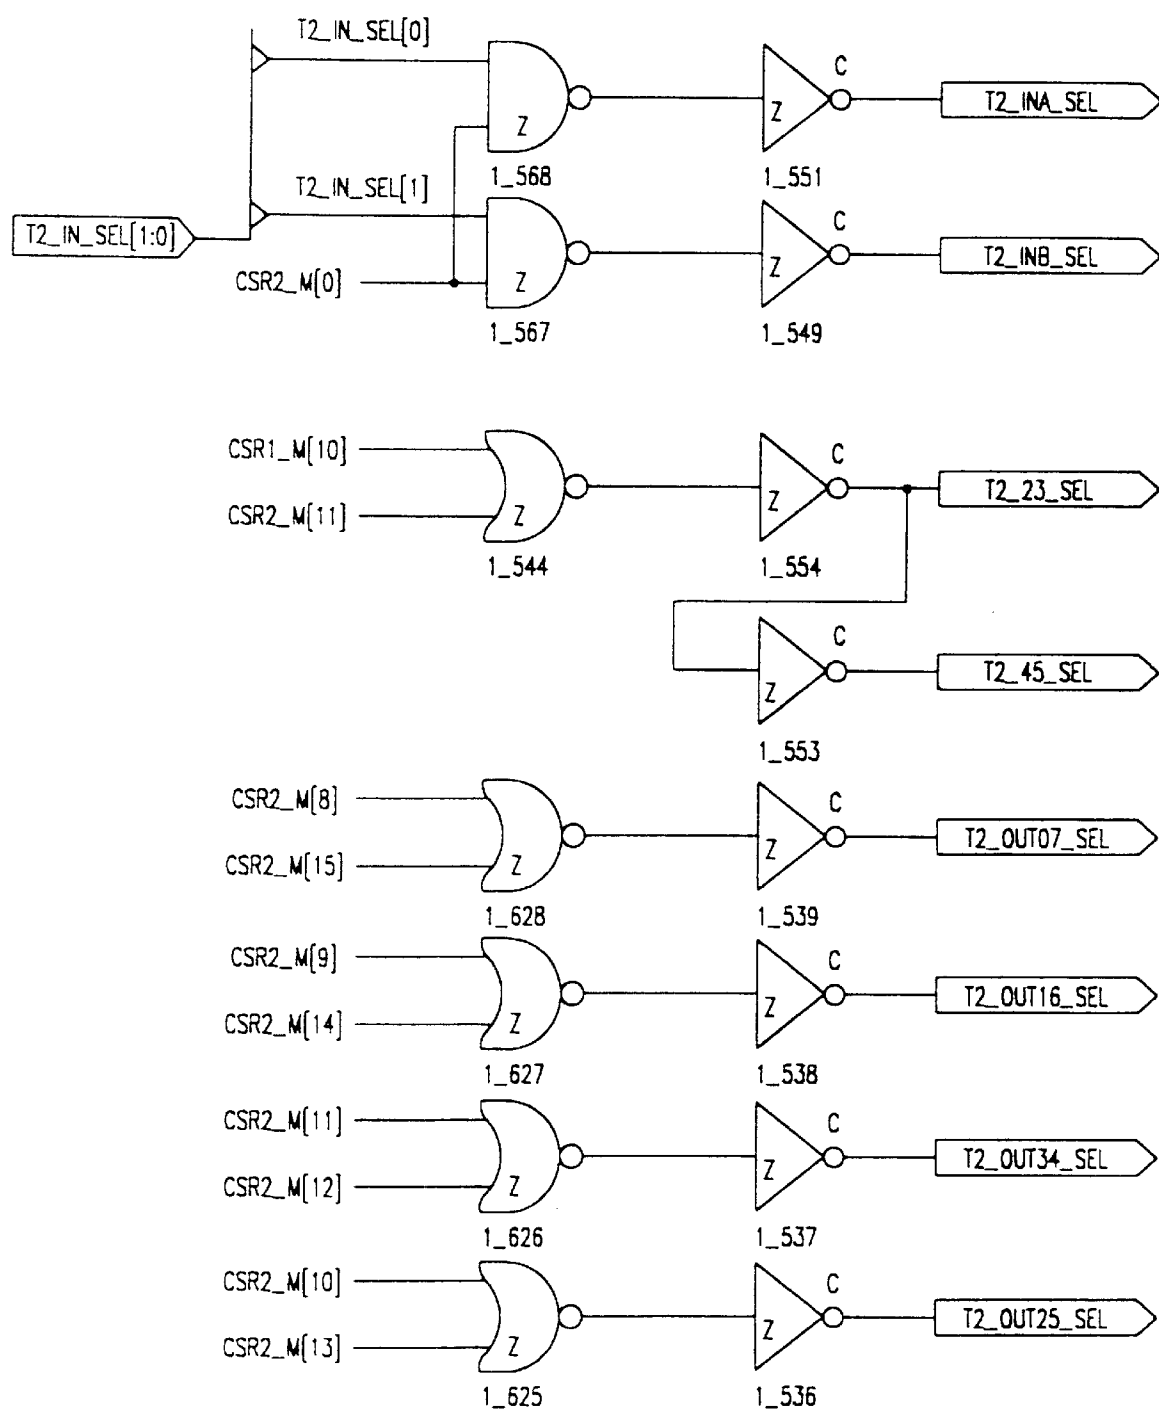 T2_IN_SEL[0]
C
Z
Z
T2_INA_SEL
1_568
1_551
T2_IN_SEL[1]
C
T2_IN_SEL[1:0]
Z
Z
T2_INB_SEL
CSR2_M[0]
1_567
1_549
CSR1_M[10]
C
Z
Z
T2_23_SEL
CSR2_M[11]
1_544
1_554
C
Z
T2_45_SEL
1_553
CSR2_M[8]
C
Z
Z
T2_OUT07_SEL
CSR2_M[15]
1_628
1_539
CSR2_M[9]
C
Z
Z
T2_OUT16_SEL
CSR2_M[14]
1_627
1_538
CSR2_M[11]
C
Z
Z
T2_OUT34_SEL
CSR2_M[12]
1_626
1_537
CSR2_M[10]
C
Z
Z
T2_OUT25_SEL
CSR2_M[13]
1_625
1_536